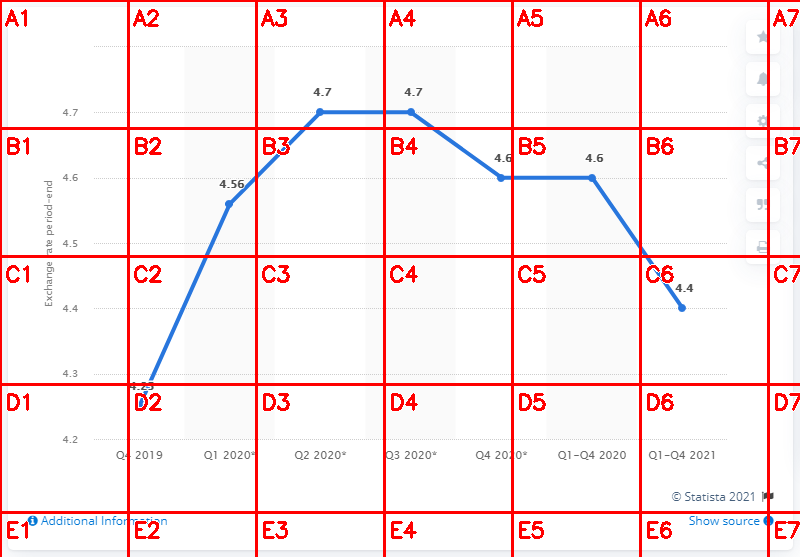 A1 A2 A3 A4 A5 A6 A7
4.7 4.7
4.7
B1 B2 B3 B4 B5 B6 B7
4.6 4.6
4.6
4.56
4.5
Exchange rate period-end
C1 C2 C3 C4 C5 C6 C7
4.4
4.4
4.3
4.25
D1 D2 D3 D4 D5 D6 D7
4.2
Q4 2019 Q1 2020* Q2 2020* Q3 2020* Q4 2020* Q1-Q4 2020 Q1-Q4 2021
© Statista 2021
Additional Information Show source
E1 E2 E3 E4 E5 E6 E7